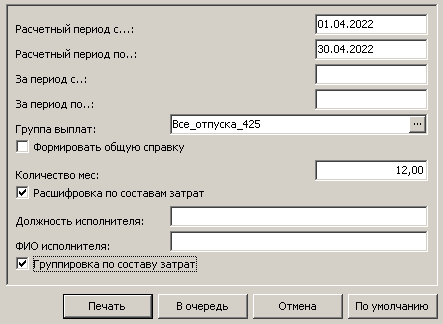 Расчетный период с...: 01.04.2022
Расчетный период по..: 30.04.2022
За период с..:
За период по..:
Группа выплат: Все_отпуска_425 ...
Формировать общую справку
Количество мес: 12,00
Расшифровка по составам затрат
Должность исполнителя:
ФИО исполнителя:
Группировка по составу затрат
Печать В очередь Отмена По умолчанию